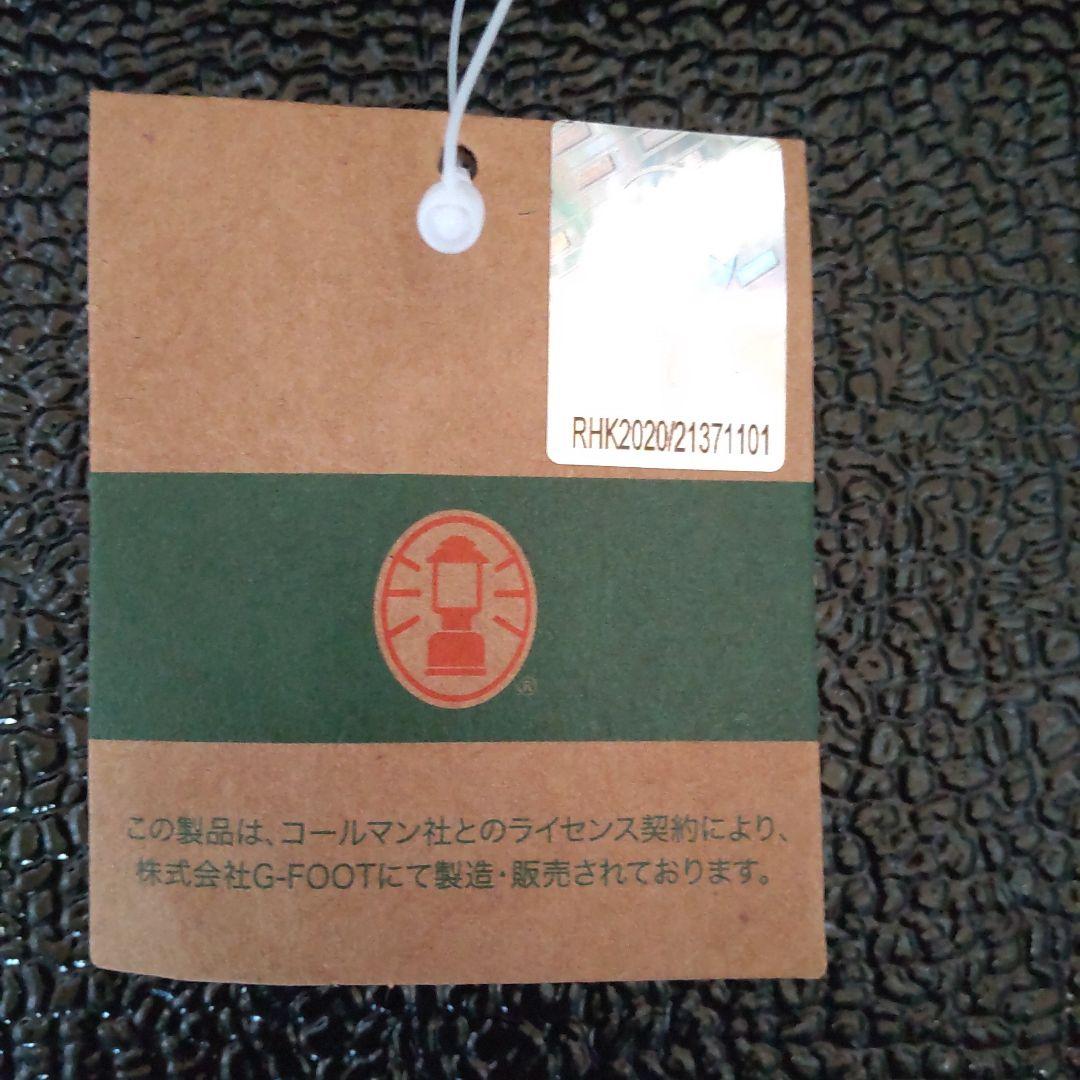 RHK2020/21371101
®
この製品は、コールマン社とのライセンス契約により、
株式会社G-FOOTにて製造・販売されております。